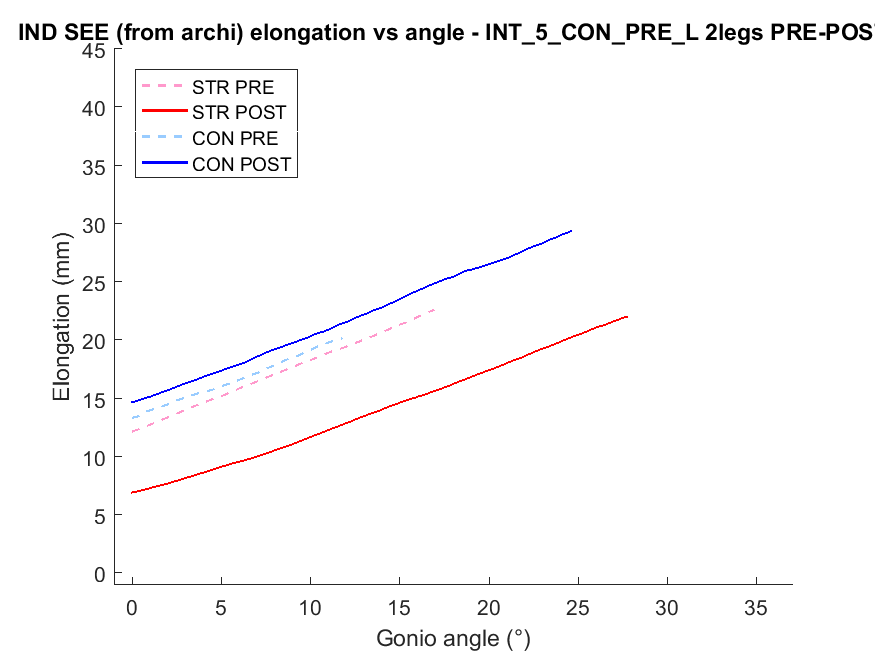 IND SEE (from archi) elongation vs angle - INT_5_CON_PRE_L 2legs PRE-POS
45
40
35
30
25
20
15
10
5
0
Elongation (mm)
STR PRE
STR POST
CON PRE
CON POST
0 5 10 15 20 25 30 35
Gonio angle (°)